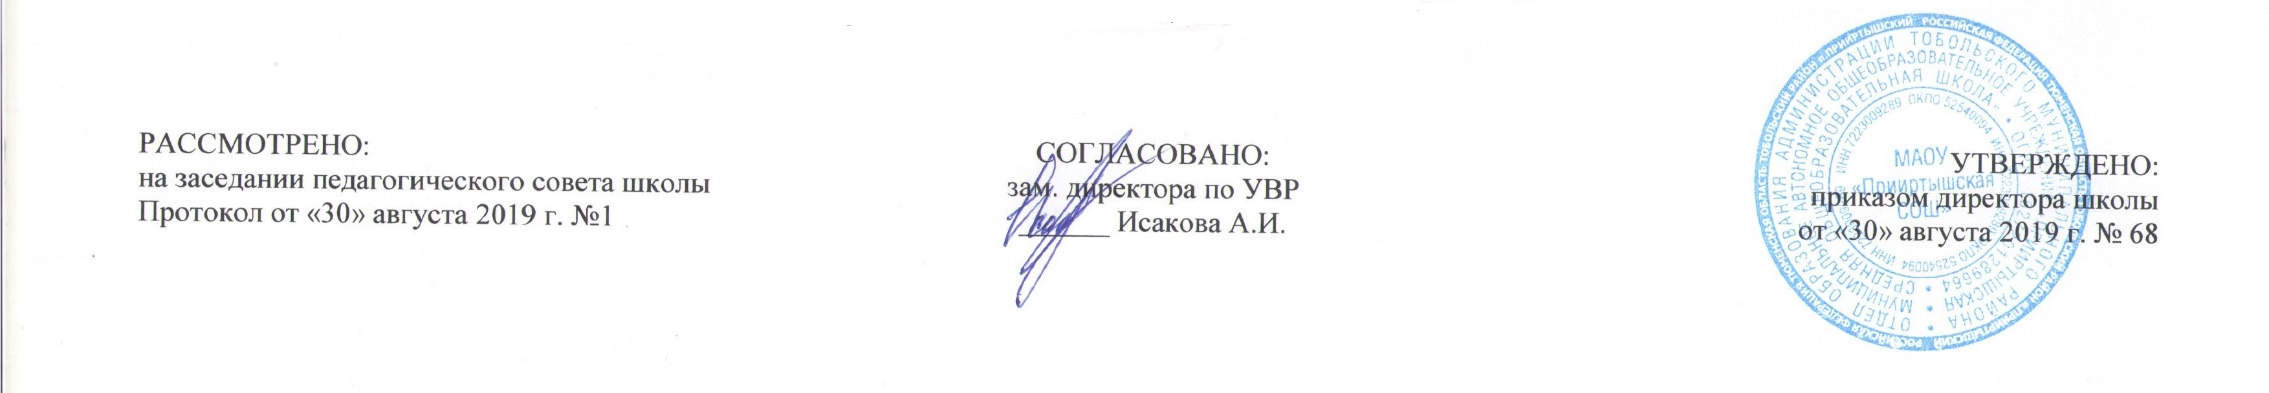 РАССМОТРЕНО:
на заседании педагогического совета школы
Протокол от «30» августа 2019 г. №1
СОГЛАСОВАНО:
зам. директора по УВР
______ Исакова А.И.
УТВЕРЖДЕНО:
приказом директора школы
от «30» августа 2019 г. № 68
МАОУ
«Прииртышская
СОШ»